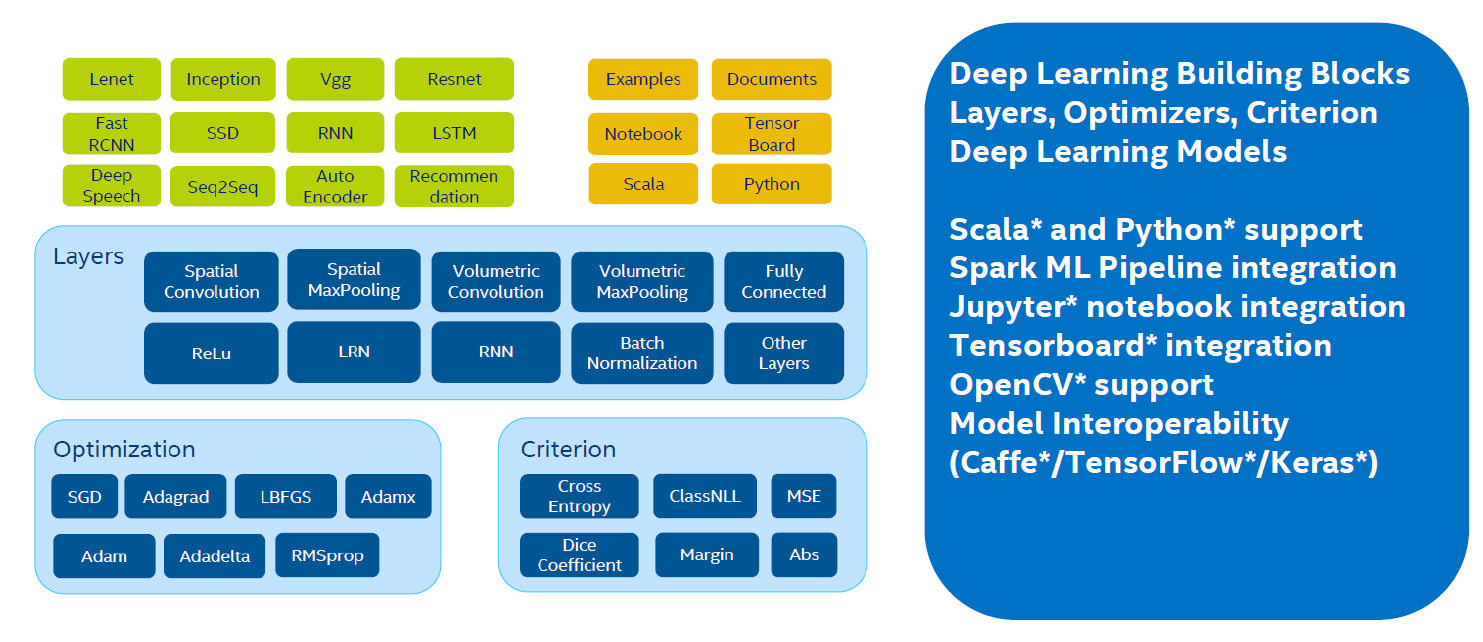 Lenet
Inception
Vgg
Resnet
Fast
RCNN
SSD
RNN
LSTM
Deep
Speech
Seq2Seq
Auto
Encoder
Recommen
dation
Examples
Documents
Notebook
Tensor
Board
Scala
Python
Layers
Spatial
Convolution
Spatial
MaxPooling
Volumetric
Convolution
Volumetric
MaxPooling
Fully
Connected
ReLu
LRN
RNN
Batch
Normalization
Other
Layers
Optimization
SGD
Adagrad
LBFGS
Adamx
Adam
Adadelta
RMSprop
Criterion
Cross
Entropy
ClassNLL
MSE
Dice
Coefficient
Margin
Abs
Deep Learning Building Blocks
Layers, Optimizers, Criterion
Deep Learning Models
Scala* and Python* support
Spark ML Pipeline integration
Jupyter* notebook integration
Tensorboard* integration
OpenCV* support
Model Interoperability
(Caffe*/TensorFlow*/Keras*)